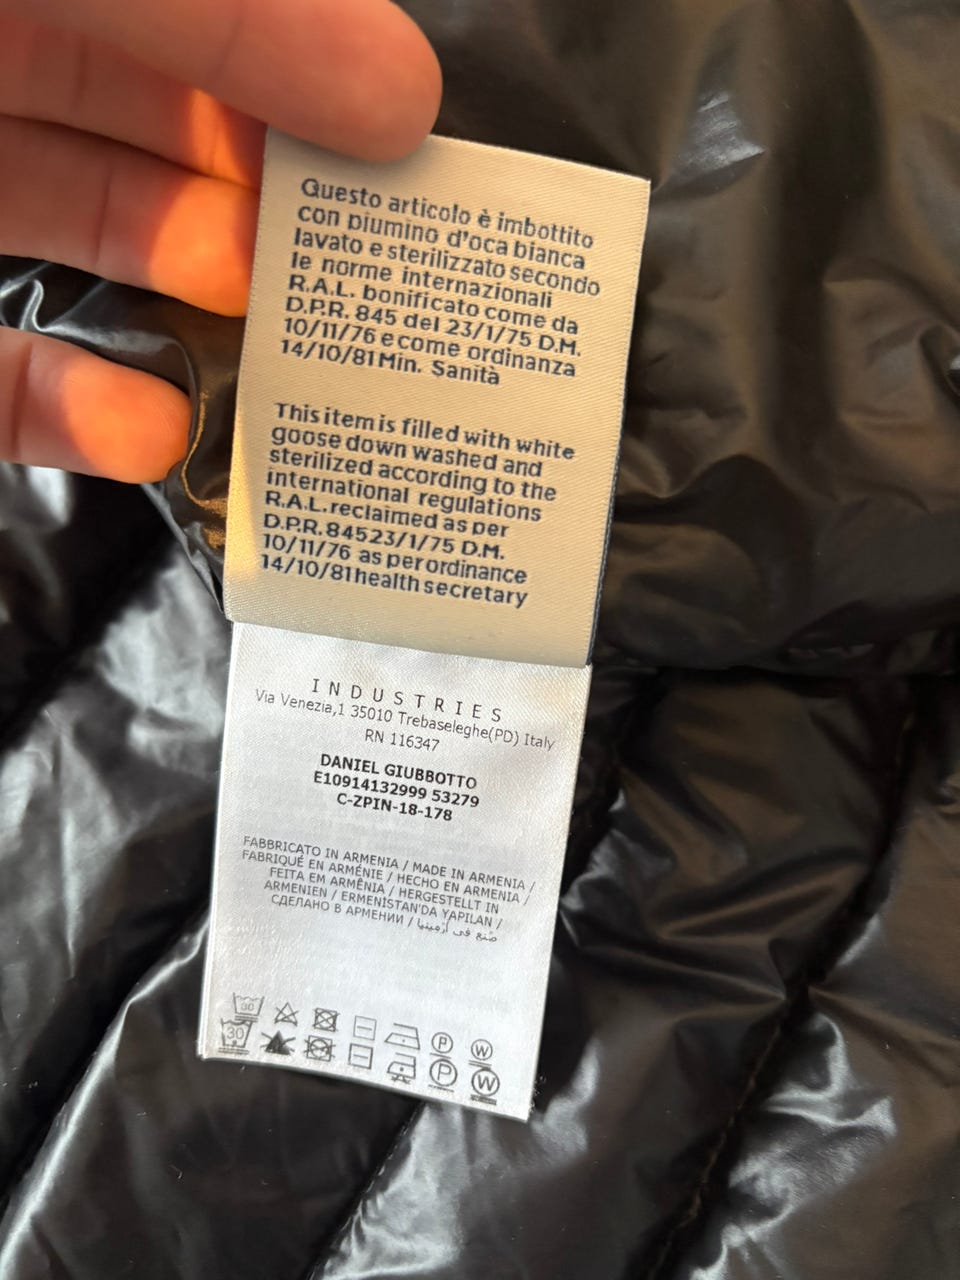 Questo articolo è imbottito
con piumino d'oca bianca
lavato e sterilizzato secondo
le norme internazionali
R.A.L. bonificato come da
D.P.R. 845 del 23/1/75 D.M.
10/11/76 e come ordinanza
14/10/81 Min. Sanità
This item is filled with white
goose down washed and
sterilized according to the
international regulations
R.A.L. reclaimed as per
D.P.R. 845 23/1/75 D.M.
10/11/76 as per ordinance
14/10/81 health secretary
INDUSTRIES
Via Venezia,1 35010 Trebaseleghe(PD) Italy
RN 116347
DANIEL GIUBBOTTO
E10914132999 53279
C-ZPIN-18-178
FABBRICATO IN ARMENIA / MADE IN ARMENIA /
FABRIQUÉ EN ARMÉNIE / HECHO EN ARMENIA /
FEITA EM ARMÊNIA / HERGESTELLT IN
ARMENIEN / ERMENISTAN'DA YAPILAN /
СДЕЛАНО В АРМЕНИИ / صنع في أرمينيا
30 P W
30 P W